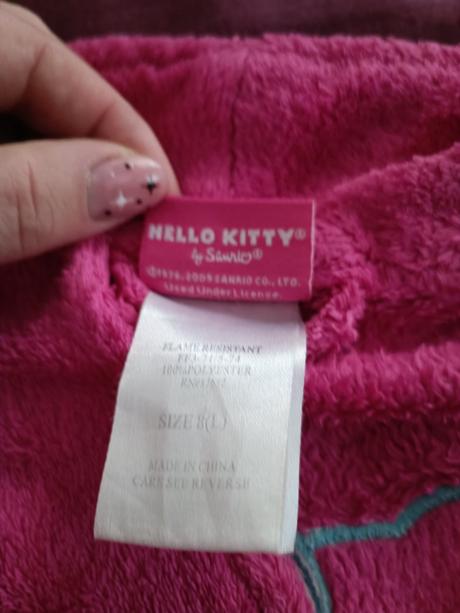 HELLO KITTY®
by Sanrio®
©1976, 2009 SANRIO CO., LTD.
Used Under License.
FLAME RESISTANT
100%POLYESTER
SIZE 8(L)
MADE IN CHINA
CARE SEE REVERSE